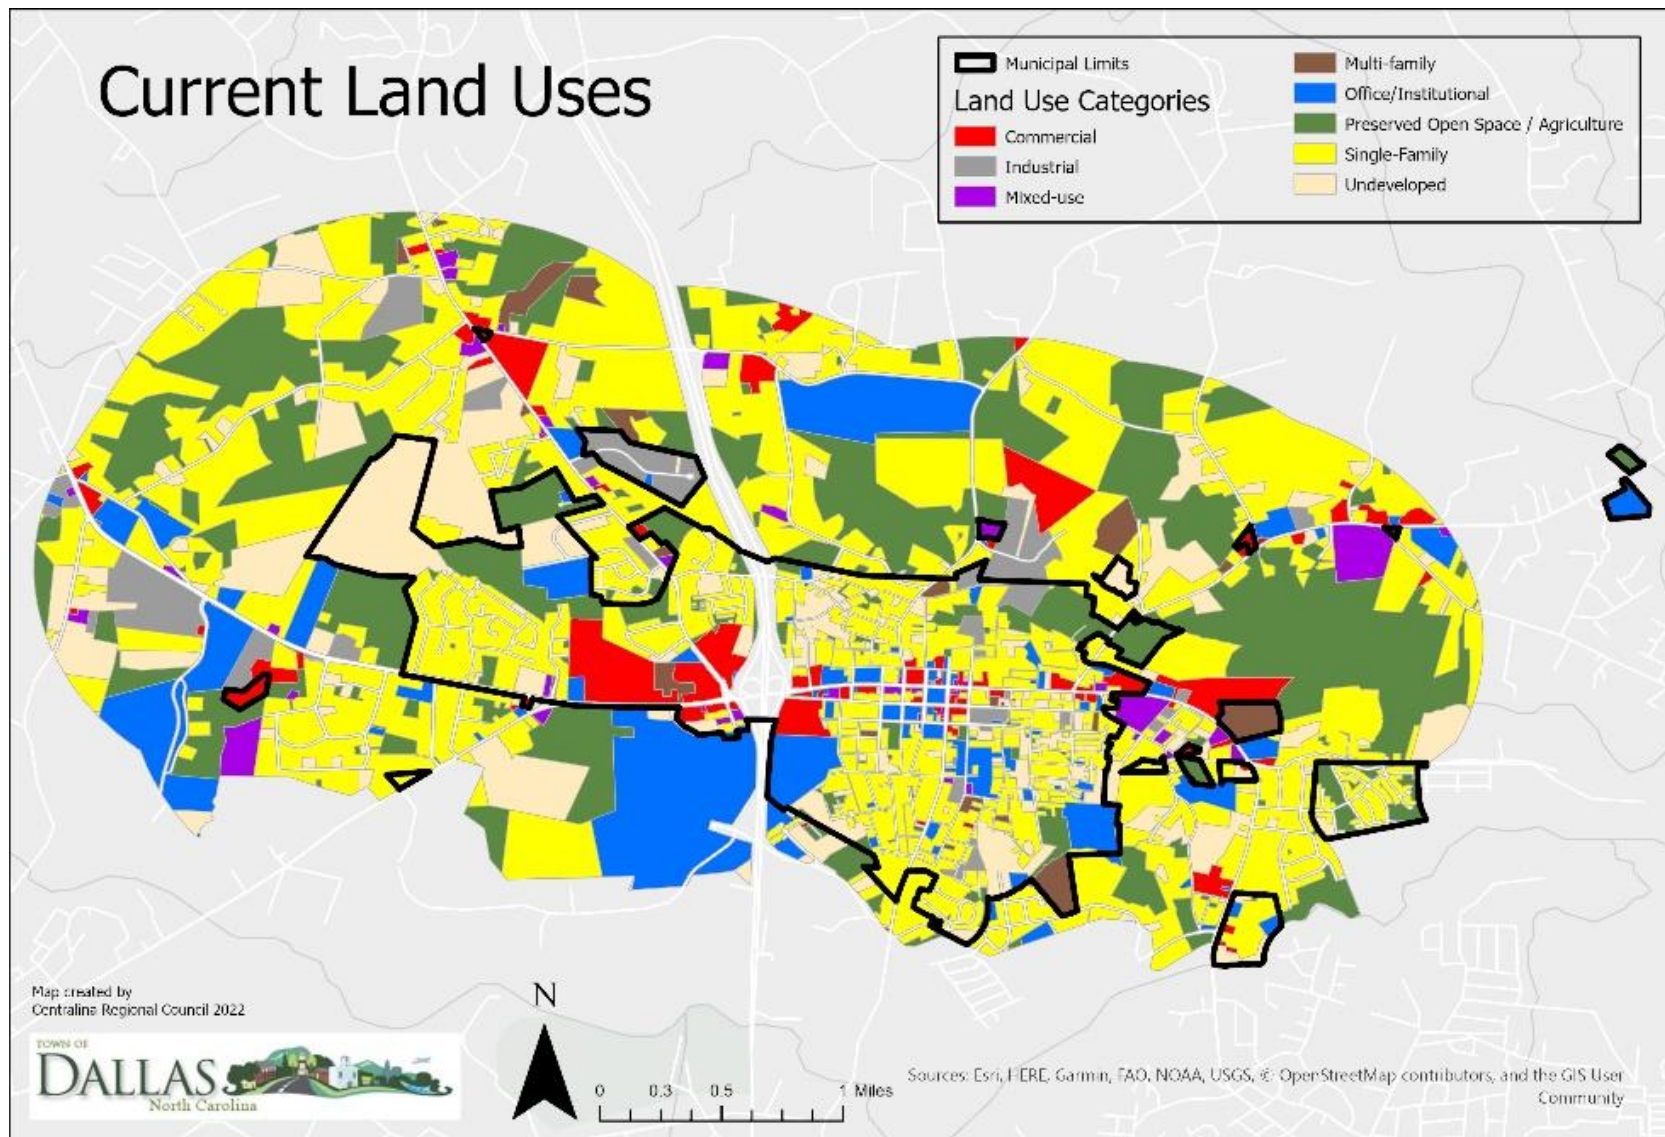 Current Land Uses
Municipal Limits
Land Use Categories
Commercial
Industrial
Mixed-use
Multi-family
Office/Institutional
Preserved Open Space / Agriculture
Single-Family
Undeveloped
Map created by
Centralina Regional Council 2022
TOWN OF
DALLAS
North Carolina
N
0 0.3 0.5 1 Miles
Sources: Esri, HERE, Garmin, FAO, NOAA, USGS, © OpenStreetMap contributors, and the GIS User
Community